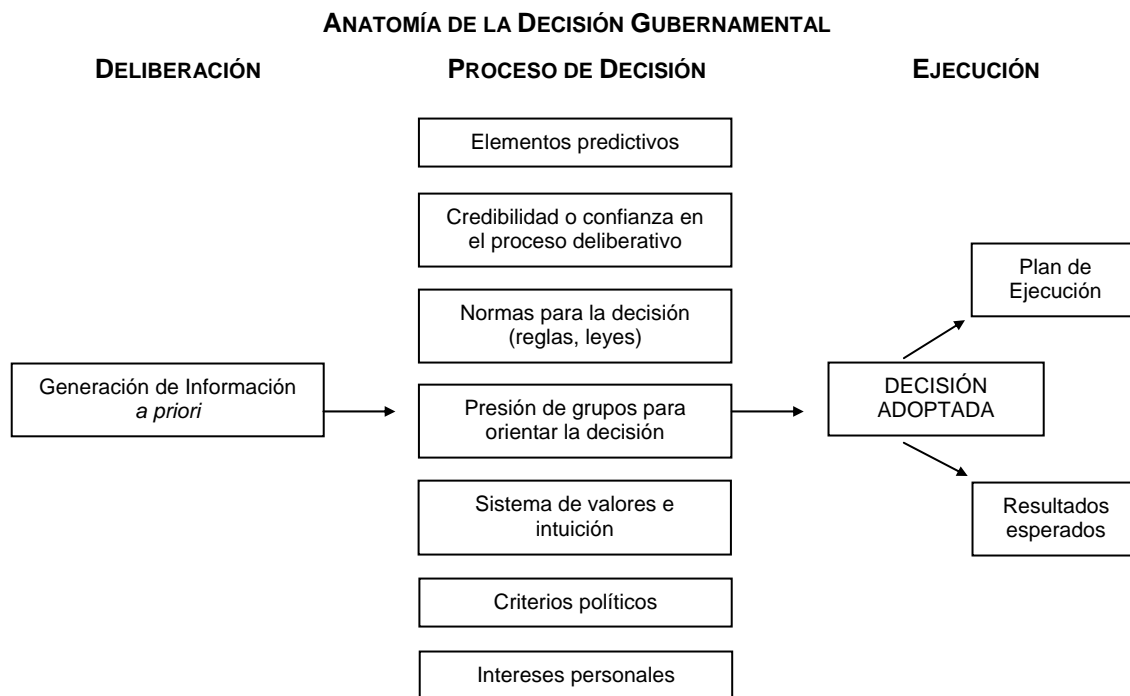 ANATOMÍA DE LA DECISIÓN GUBERNAMENTAL
DELIBERACIÓN
PROCESO DE DECISIÓN
EJECUCIÓN
Generación de Información
a priori
Elementos predictivos
Credibilidad o confianza en
el proceso deliberativo
Normas para la decisión
(reglas, leyes)
Presión de grupos para
orientar la decisión
Sistema de valores e
intuición
Criterios políticos
Intereses personales
Plan de
Ejecución
DECISIÓN
ADOPTADA
Resultados
esperados